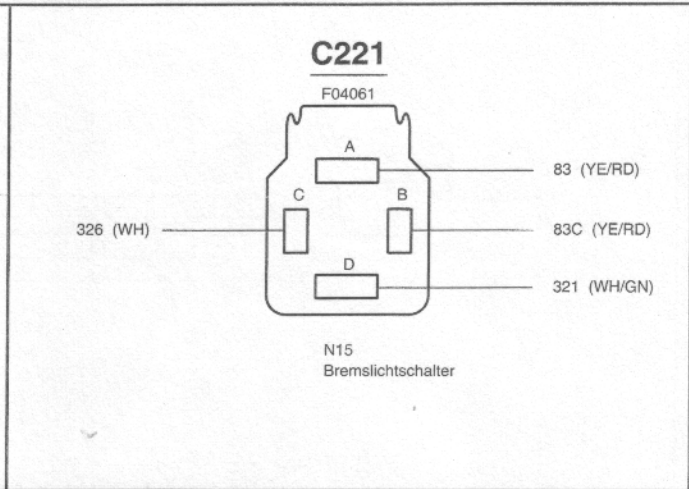 C221
F04061
A
83 (YE/RD)
C
B
326 (WH)
83C (YE/RD)
D
321 (WH/GN)
N15
Bremslichtschalter